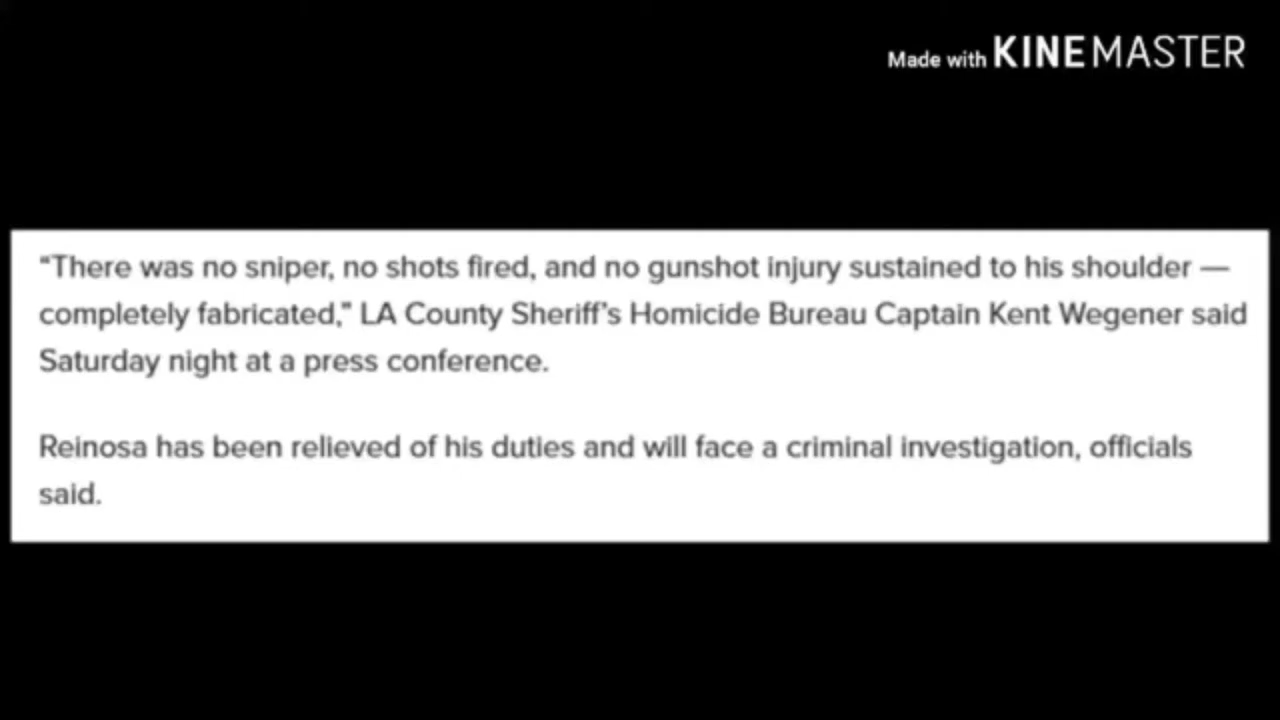 Made with KINEMASTER
“There was no sniper, no shots fired, and no gunshot injury sustained to his shoulder —
completely fabricated,” LA County Sheriff’s Homicide Bureau Captain Kent Wegener said
Saturday night at a press conference.
Reinosa has been relieved of his duties and will face a criminal investigation, officials
said.